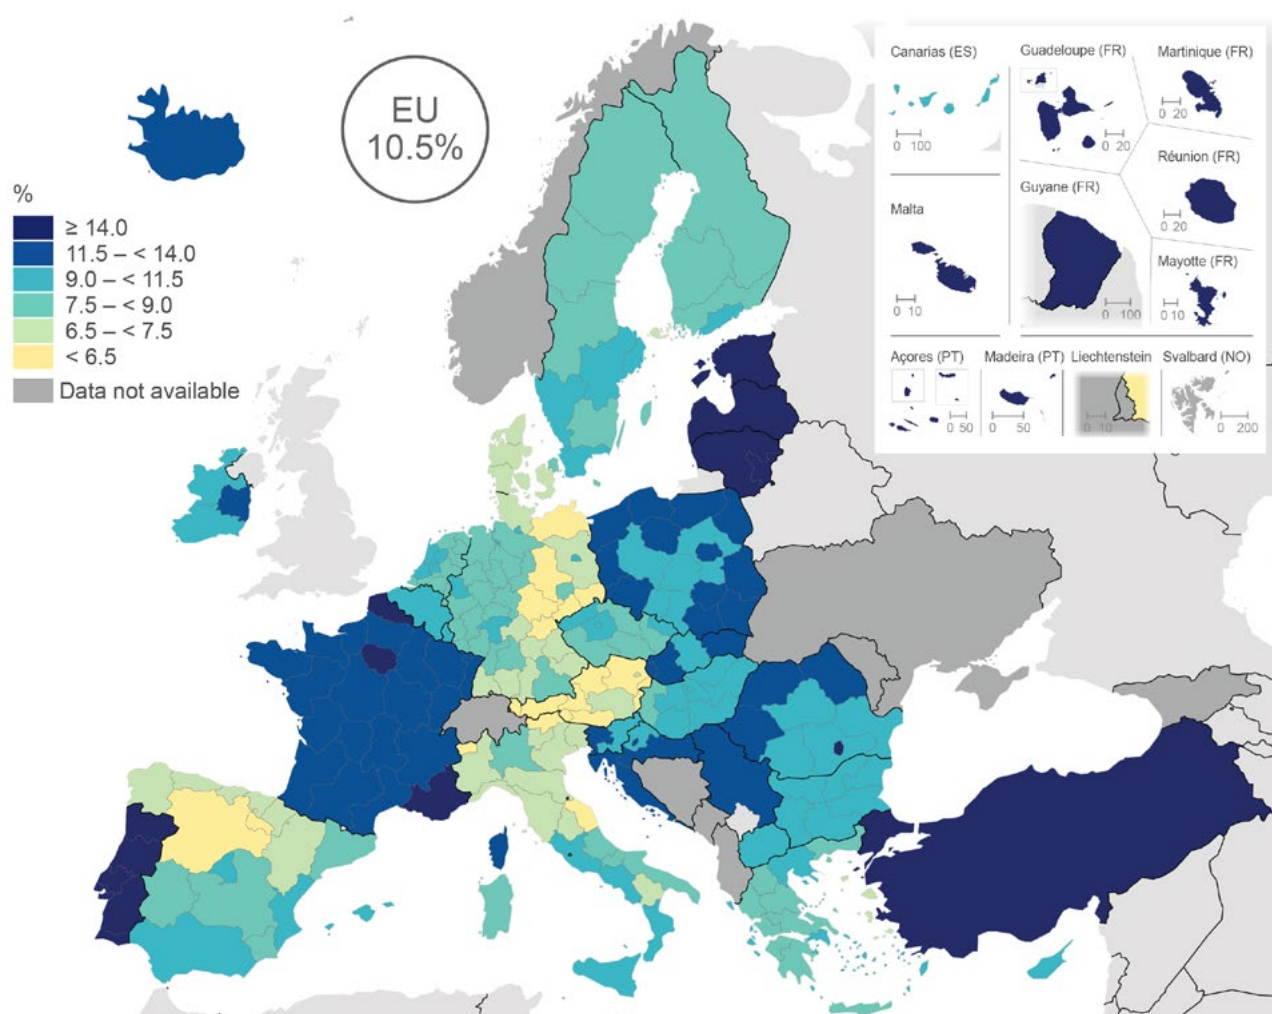 EU
10.5%
%
≥ 14.0
11.5 – < 14.0
9.0 – < 11.5
7.5 – < 9.0
6.5 – < 7.5
< 6.5
Data not available
Canarias (ES)
0 100
Guadeloupe (FR)
0 20
Martinique (FR)
0 20
Réunion (FR)
0 20
Malta
0 10
Guyane (FR)
0 100
Mayotte (FR)
0 10
Açores (PT)
0 50
Madeira (PT)
0 50
Liechtenstein
0 10
Svalbard (NO)
0 200